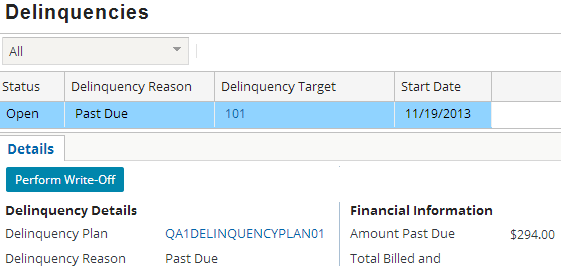 Delinquencies
All
Status Delinquency Reason Delinquency Target Start Date
Open Past Due 101 11/19/2013
Details
Perform Write-Off
Delinquency Details
Delinquency Plan QA1DELINQUENCYPLAN01
Delinquency Reason Past Due
Financial Information
Amount Past Due $294.00
Total Billed and